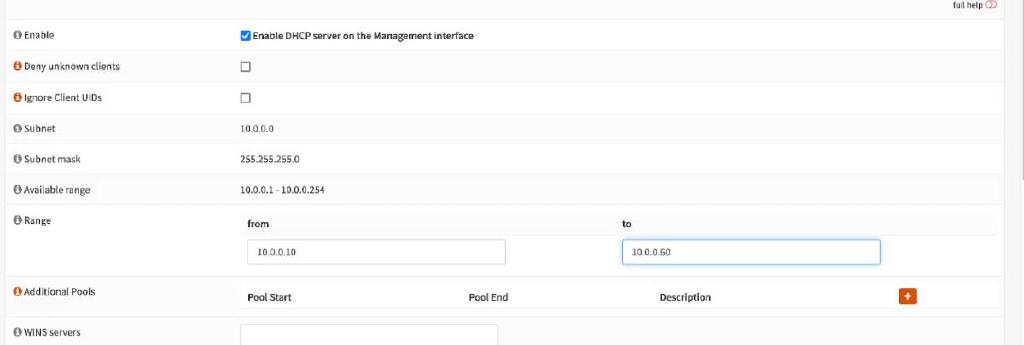 full help
Enable
Enable DHCP server on the Management interface
Deny unknown clients
Ignore Client UIDs
Subnet
10.0.0.0
Subnet mask
255.255.255.0
Available range
10.0.0.1 - 10.0.0.254
Range
from
to
10.0.0.10
10.0.0.60
Additional Pools
Pool Start
Pool End
Description
WINS servers